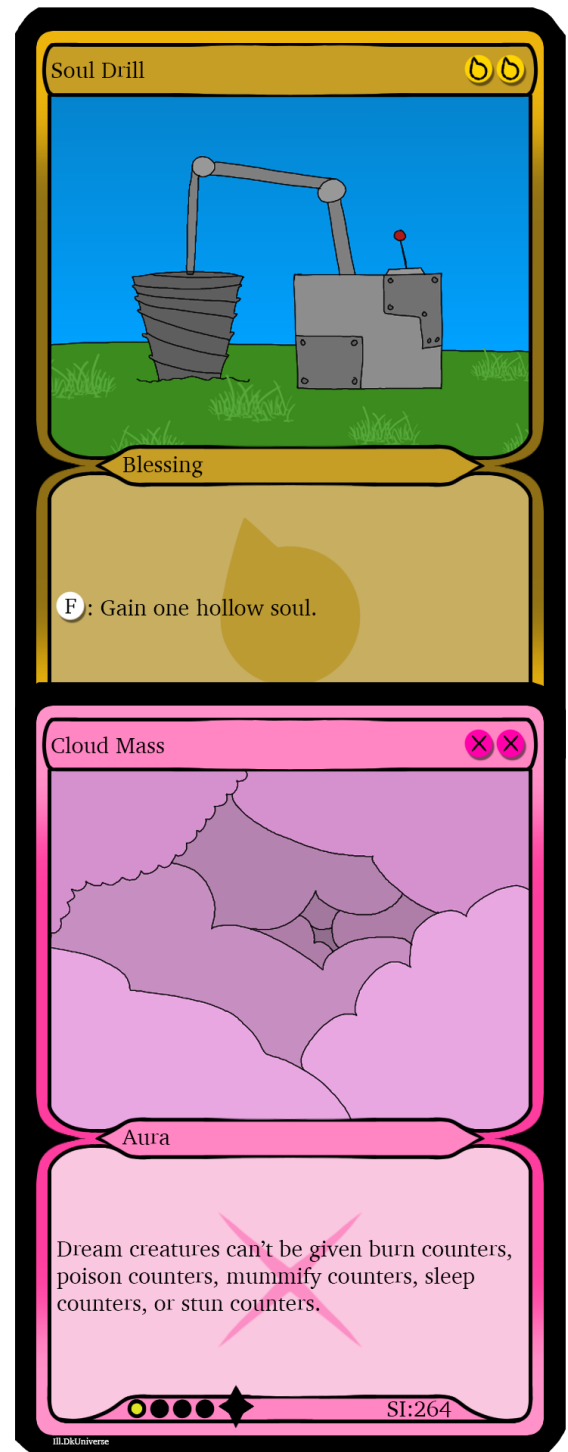 Soul Drill
Blessing
F: Gain one hollow soul.
Cloud Mass
Aura
Dream creatures can't be given burn counters,
poison counters, mummify counters, sleep
counters, or stun counters.
SI:264
Ill.DkUniverse